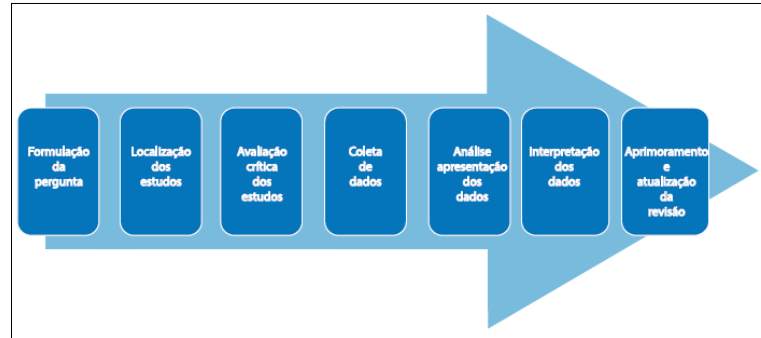 Formulação
da
pergunta
Localização
dos
estudos
Avaliação
crítica
dos
estudos
Coleta
de
dados
Análise
apresentação
dos
dados
Interpretação
dos
dados
Aprimoramento
e
atualização
da
revisão